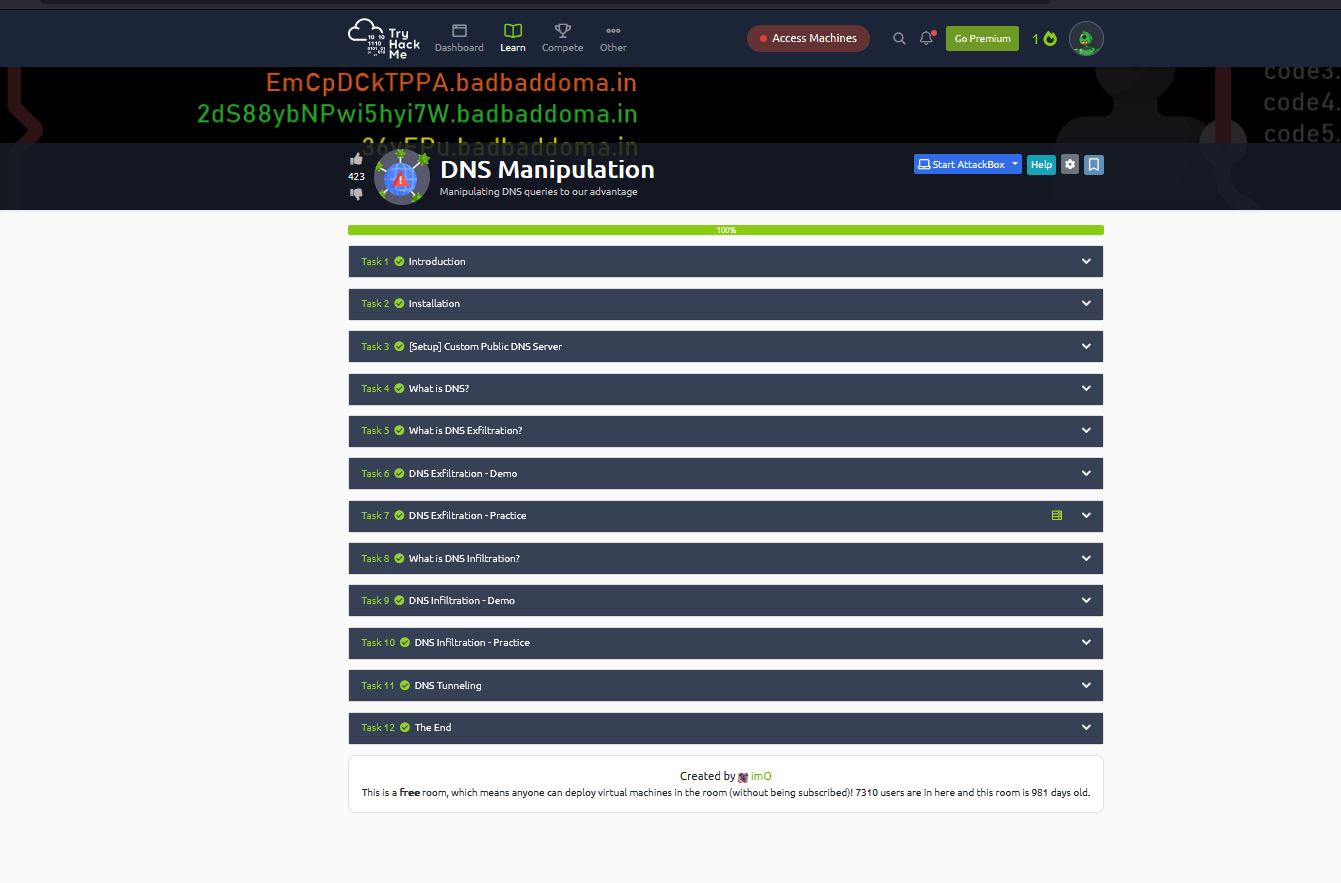 Try Hack Me
Dashboard
Learn
Compete
Other
Access Machines
Go Premium
1
EmCpDCkTPPA.badbaddoma.in
2dS88ybNPwi5hyi7W.badbaddoma.in
36yEPu.badbaddoma.in
code3.
code4.
code5.
423
DNS Manipulation
Manipulating DNS queries to our advantage
Start AttackBox
Help
100%
Task 1 Introduction
Task 2 Installation
Task 3 [Setup] Custom Public DNS Server
Task 4 What is DNS?
Task 5 What is DNS Exfiltration?
Task 6 DNS Exfiltration - Demo
Task 7 DNS Exfiltration - Practice
Task 8 What is DNS Infiltration?
Task 9 DNS Infiltration - Demo
Task 10 DNS Infiltration - Practice
Task 11 DNS Tunneling
Task 12 The End
Created by imO
This is a free room, which means anyone can deploy virtual machines in the room (without being subscribed)! 7310 users are in here and this room is 981 days old.